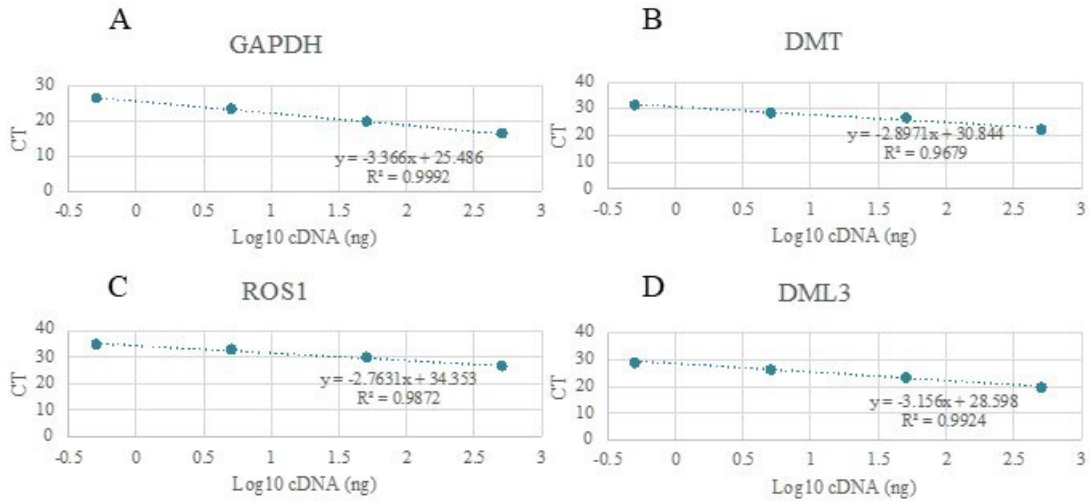 A
GAPDH
30
20
10
0
CT
y = -3.366x + 25.486
R² = 0.9992
-0.5 0 0.5 1 1.5 2 2.5 3
Log10 cDNA (ng)
B
DMT
40
30
20
10
0
CT
y = -2.8971x + 30.844
R² = 0.9679
-0.5 0 0.5 1 1.5 2 2.5 3
Log10 cDNA (ng)
C
ROS1
40
30
20
10
0
CT
y = -2.7631x + 34.353
R² = 0.9872
-0.5 0 0.5 1 1.5 2 2.5 3
Log10 cDNA (ng)
D
DML3
40
30
20
10
0
CT
y = -3.156x + 28.598
R² = 0.9924
-0.5 0 0.5 1 1.5 2 2.5 3
Log10 cDNA (ng)